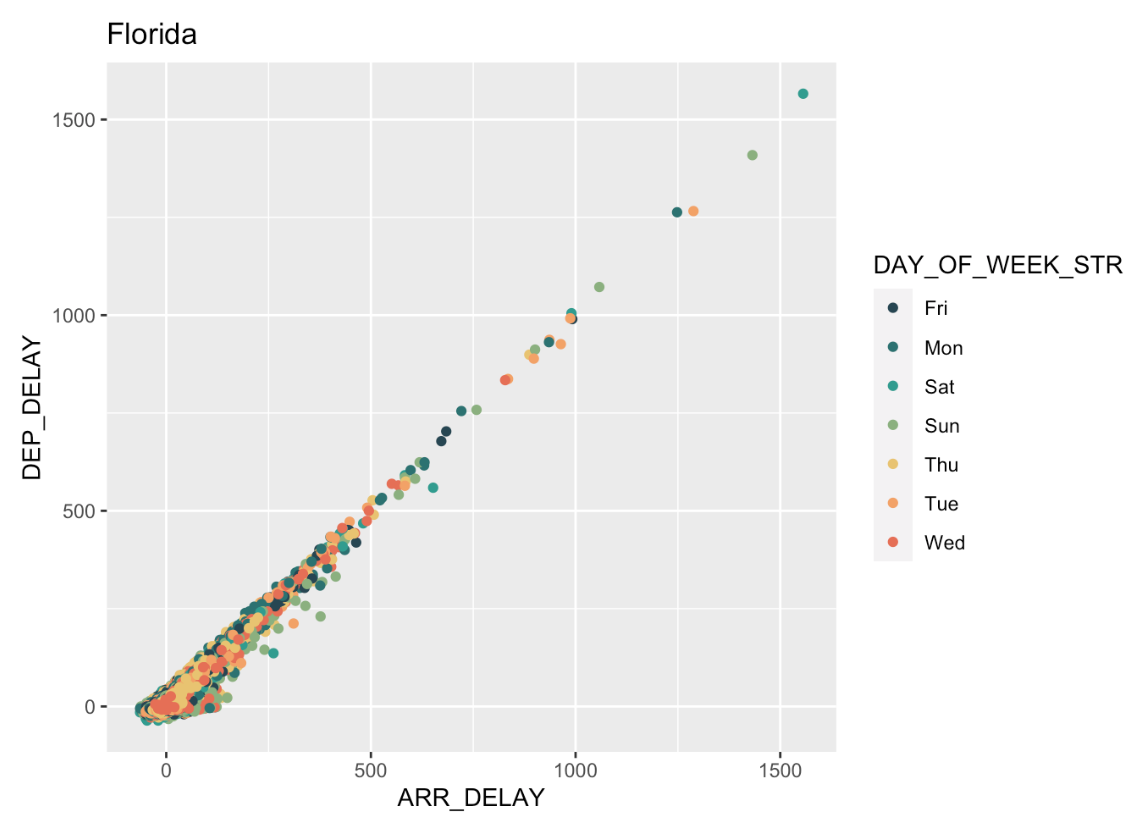 Florida
1500
1000
500
0
DEP_DELAY
0 500 1000 1500
ARR_DELAY
DAY_OF_WEEK_STR
Fri
Mon
Sat
Sun
Thu
Tue
Wed